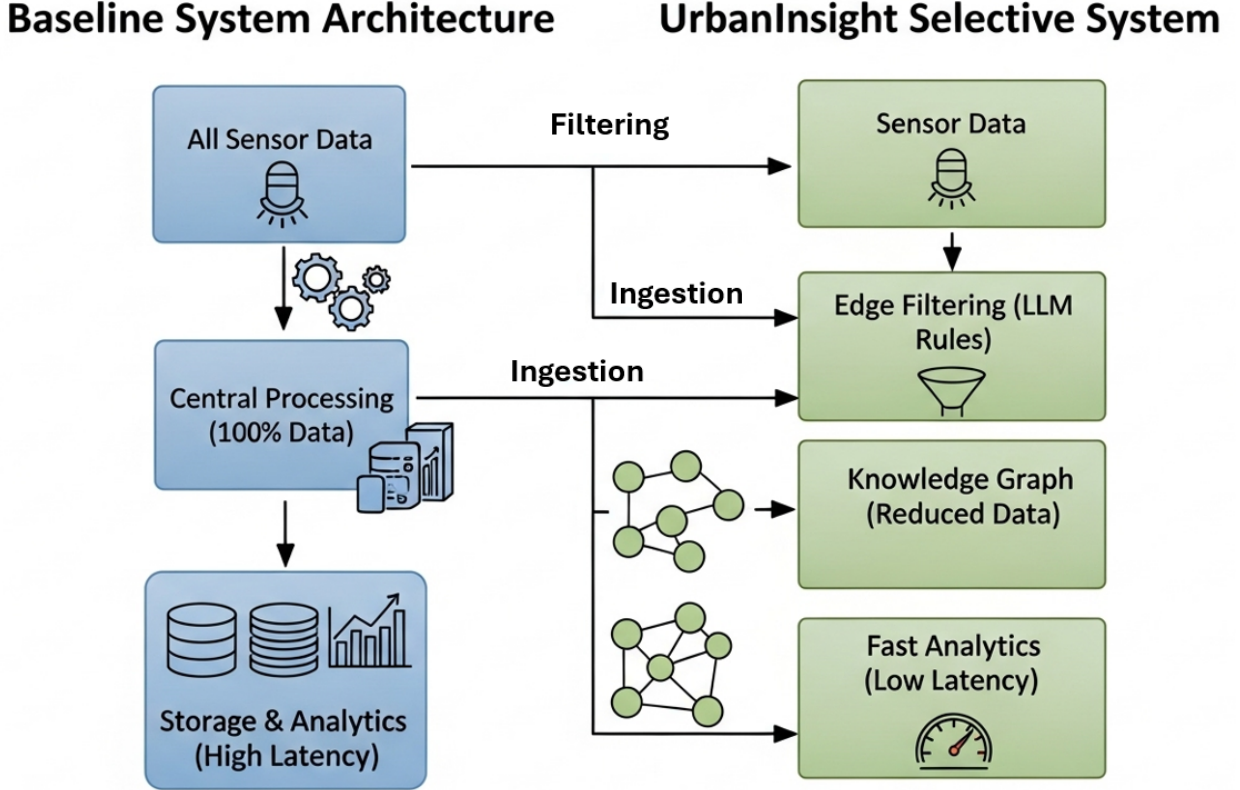 Baseline System Architecture
UrbanInsight Selective System
All Sensor Data
Filtering
Sensor Data
Ingestion
Edge Filtering (LLM
Rules)
Central Processing
(100% Data)
Ingestion
Knowledge Graph
(Reduced Data)
Storage & Analytics
(High Latency)
Fast Analytics
(Low Latency)